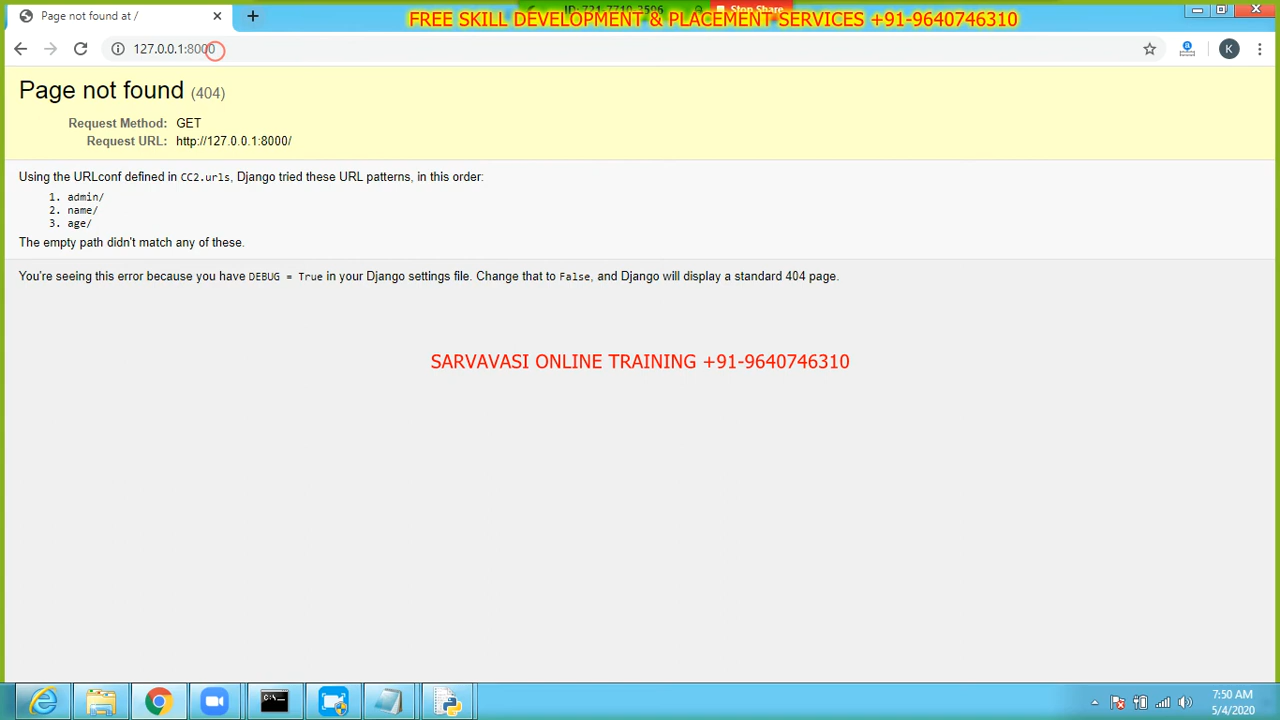 Page not found at /
FREE SKILL DEVELOPMENT & PLACEMENT SERVICES +91-9640746310
Stop Share
127.0.0.1:8000
K
Page not found (404)
Request Method: GET
Request URL: http://127.0.0.1:8000/
Using the URLconf defined in CC2.urls, Django tried these URL patterns, in this order:
1. admin/
2. name/
3. age/
The empty path didn't match any of these.
You're seeing this error because you have DEBUG = True in your Django settings file. Change that to False, and Django will display a standard 404 page.
SARVAVASI ONLINE TRAINING +91-9640746310
7:50 AM
5/4/2020